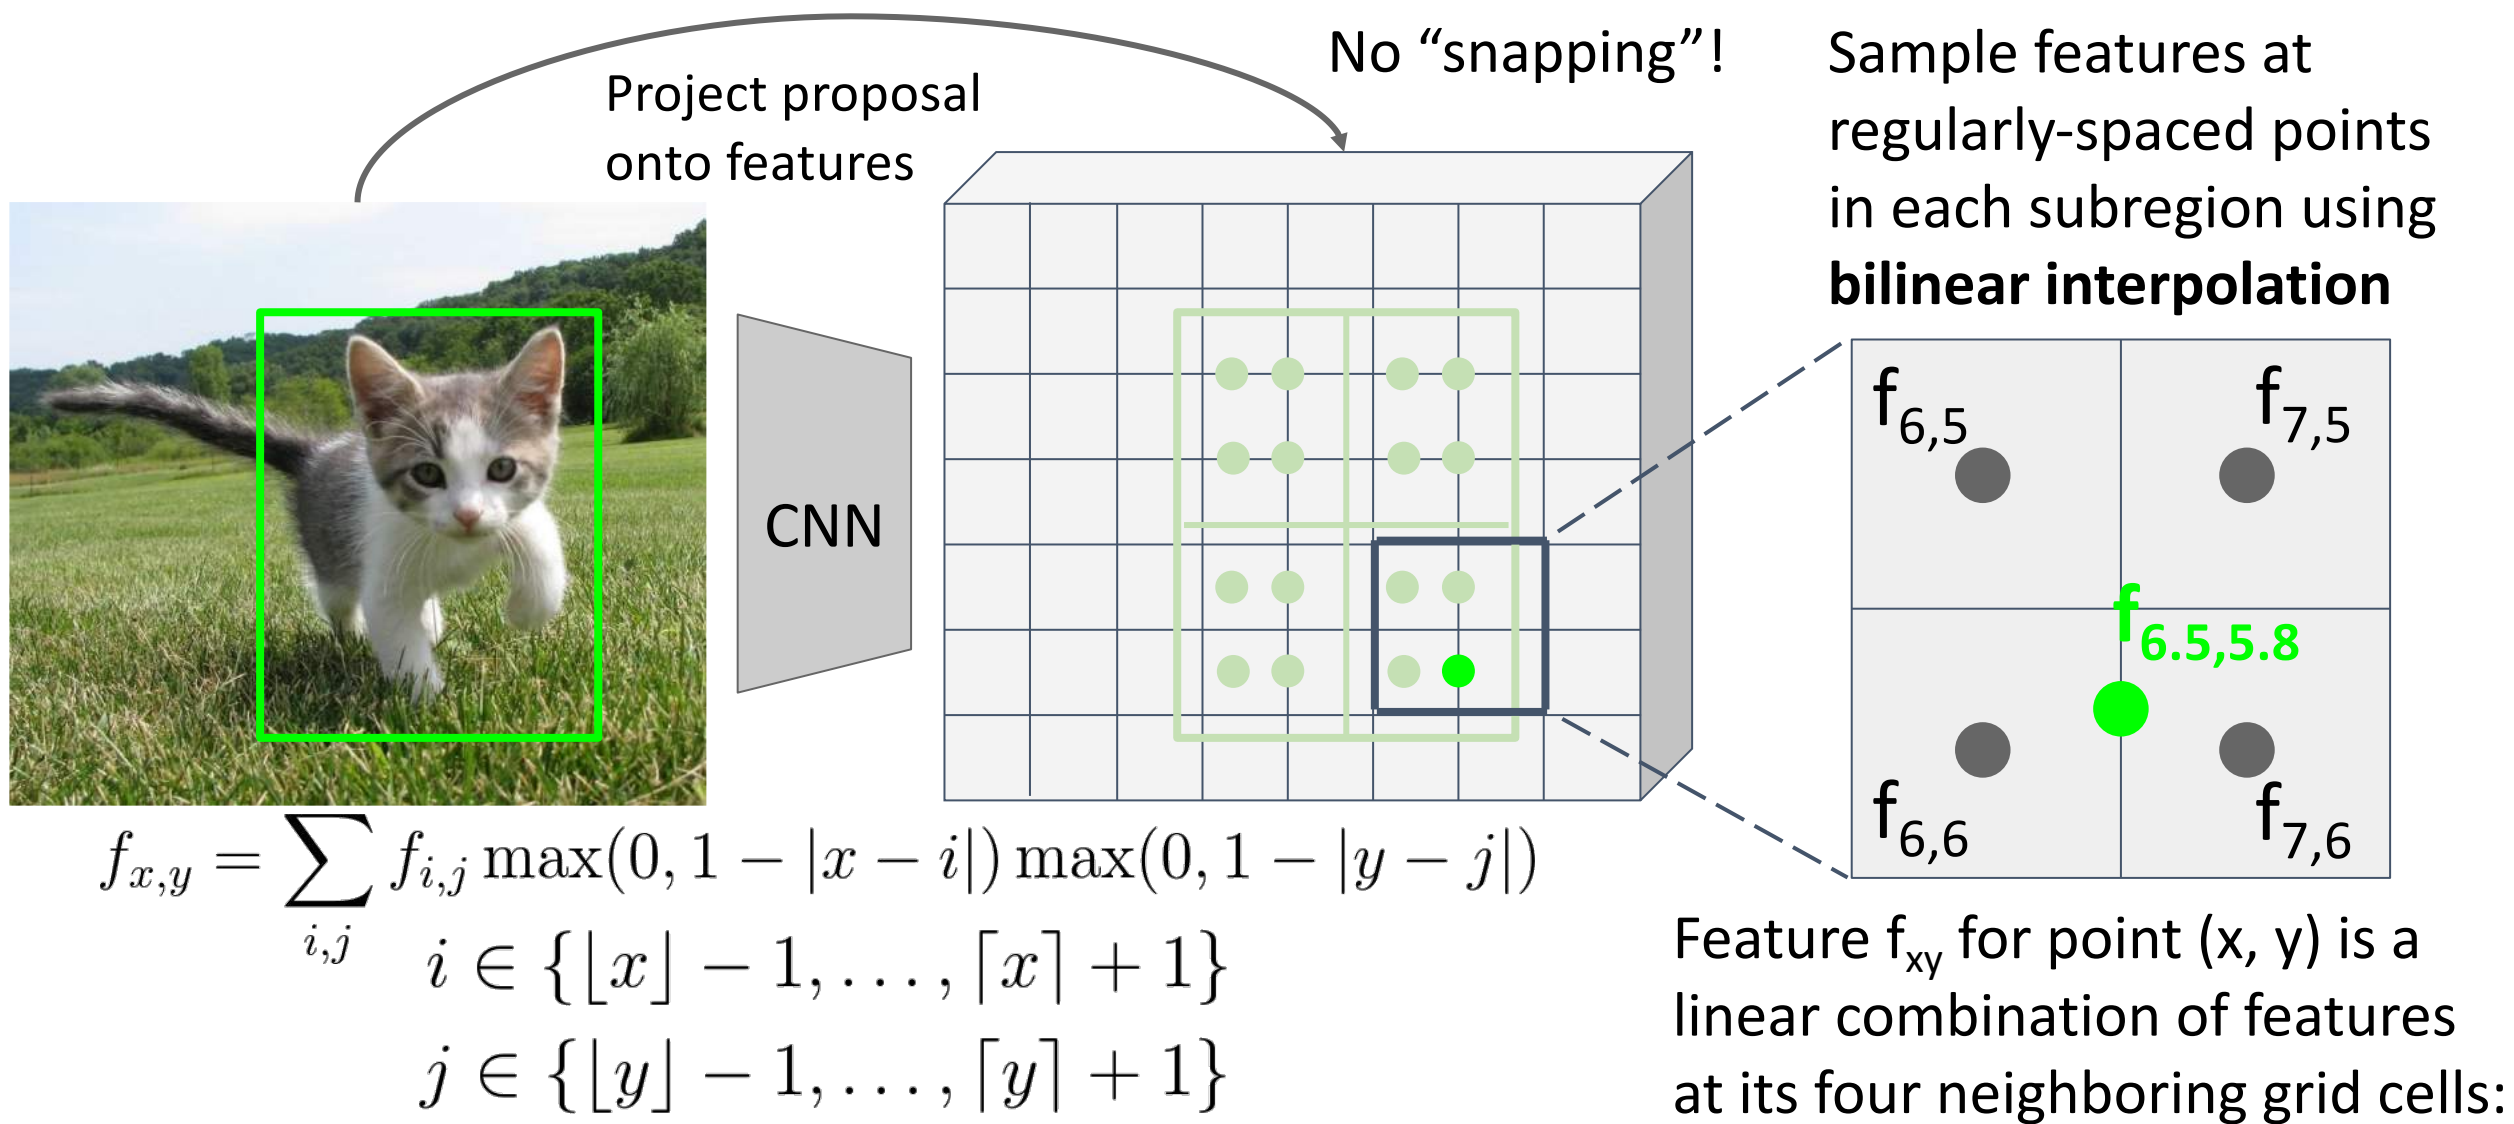 Project proposal
onto features
No “snapping”!
Sample features at
regularly-spaced points
in each subregion using
bilinear interpolation
CNN
f6,5
f7,5
f6.5,5.8
f6,6
f7,6
fx,y = ∑i,j fi,j max(0, 1 − |x − i|) max(0, 1 − |y − j|)
i ∈ {⌊x⌋ − 1, . . . , ⌈x⌉ + 1}
j ∈ {⌊y⌋ − 1, . . . , ⌈y⌉ + 1}
Feature fxy for point (x, y) is a
linear combination of features
at its four neighboring grid cells: